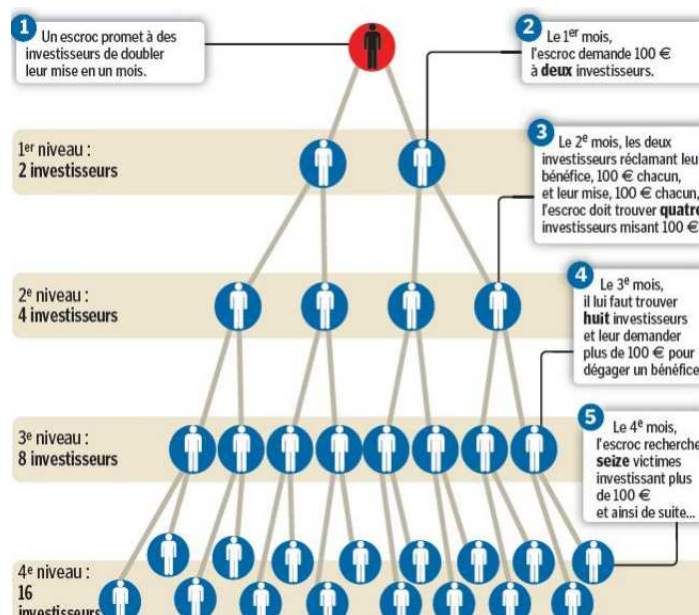 1
Un escroc promet à des
investisseurs de doubler
leur mise en un mois.
2
Le 1er mois,
l'escroc demande 100 €
à deux investisseurs.
3
Le 2e mois, les deux
investisseurs réclamant leu
bénéfice, 100 € chacun,
et leur mise, 100 € chacun,
l'escroc doit trouver quatre
investisseurs misant 100 €
1er niveau :
2 investisseurs
4
Le 3e mois,
il lui faut trouver
huit investisseurs
et leur demander
plus de 100 € pour
dégager un bénéfice
2e niveau :
4 investisseurs
5
Le 4e mois,
l'escroc recherche
seize victimes
investissant plus
de 100 €
et ainsi de suite...
3e niveau :
8 investisseurs
4e niveau :
16
investisseurs